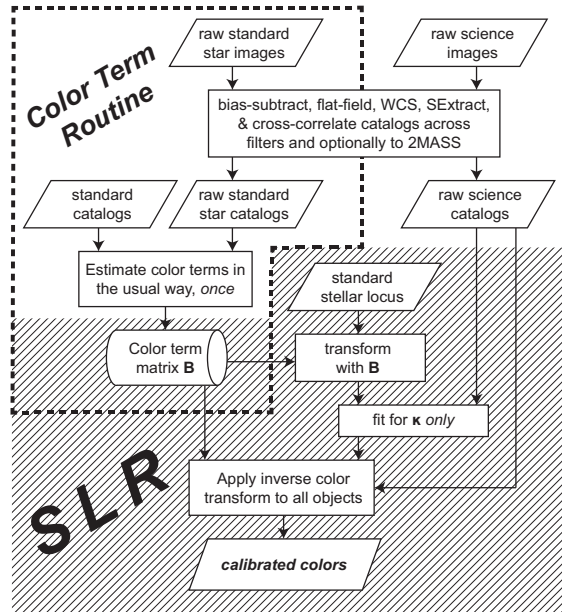 raw standard
star images
raw science
images
Color Term
Routine
bias-subtract, flat-field, WCS, SExtract,
& cross-correlate catalogs across
filters and optionally to 2MASS
standard
catalogs
raw standard
star catalogs
raw science
catalogs
Estimate color terms in
the usual way, once
standard
stellar locus
Color term
matrix B
transform
with B
fit for κ only
SLR
Apply inverse color
transform to all objects
calibrated colors